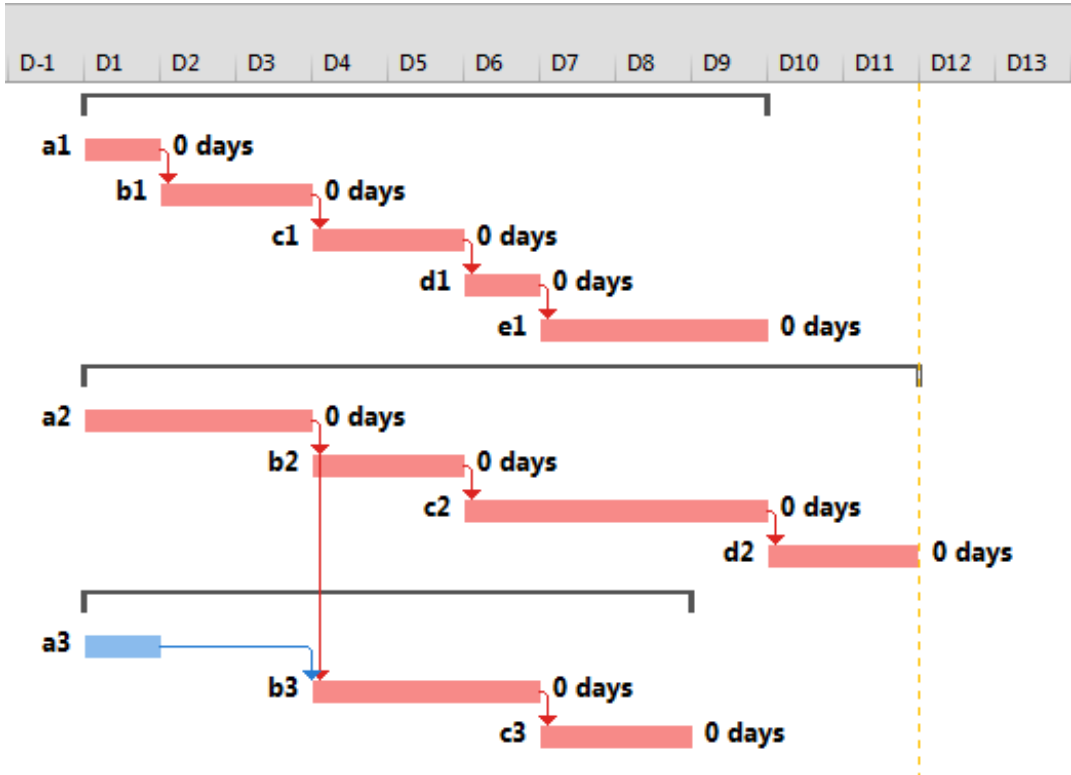 D-1 D1 D2 D3 D4 D5 D6 D7 D8 D9 D10 D11 D12 D13
a1 0 days
b1 0 days
c1 0 days
d1 0 days
e1 0 days
a2 0 days
b2 0 days
c2 0 days
d2 0 days
a3
b3 0 days
c3 0 days